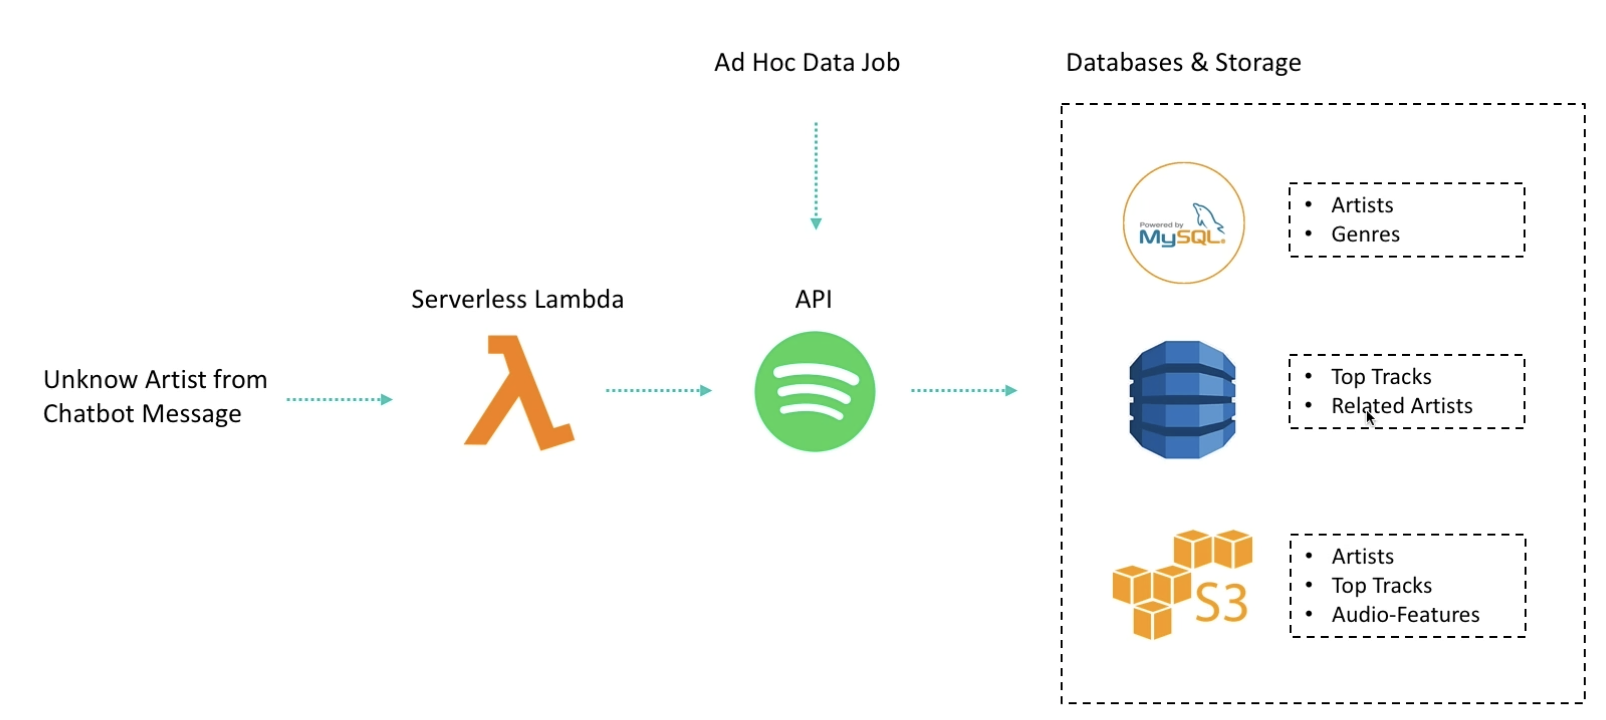 Ad Hoc Data Job
Databases & Storage
Powered by
MySQL®
• Artists
• Genres
Serverless Lambda
API
Unknow Artist from
Chatbot Message
• Top Tracks
• Related Artists
S3
• Artists
• Top Tracks
• Audio-Features